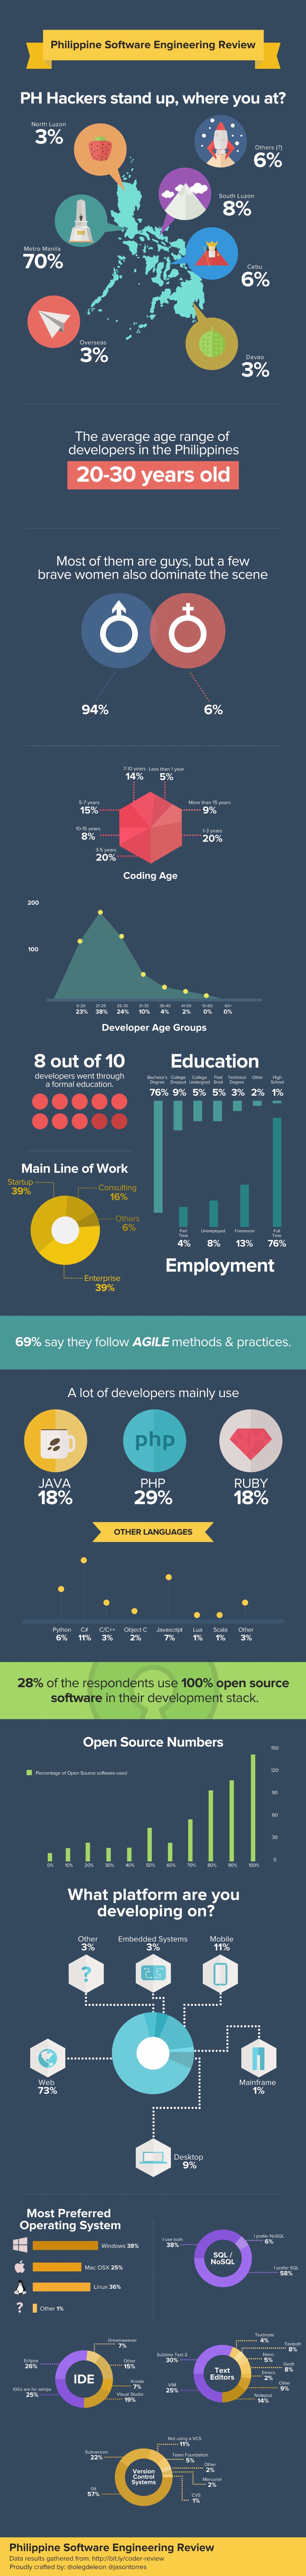 Philippine Software Engineering Review
PH Hackers stand up, where you at?
North Luzon
3%
Others (?)
6%
South Luzon
8%
Metro Manila
70%
Cebu
6%
Overseas
3%
Davao
3%
The average age range of
developers in the Philippines
20-30 years old
Most of them are guys, but a few
brave women also dominate the scene
94%
6%
7-10 years
14%
Less than 1 year
5%
5-7 years
15%
More than 15 years
9%
10-15 years
8%
1-3 years
20%
3-5 years
20%
Coding Age
200
100
0-20
23%
21-25
38%
26-30
24%
31-35
10%
36-40
4%
41-50
2%
51-60
0%
60+
0%
Developer Age Groups
8 out of 10
developers went through
a formal education.
Education
Bachelor's
Degree
76%
College
Dropout
9%
College
Undergrad
5%
Post
Grad
5%
Technical
Degree
3%
Other
2%
High
School
1%
Main Line of Work
Startup
39%
Consulting
16%
Others
6%
Enterprise
39%
Part
Time
4%
Unemployed
8%
Freelancer
13%
Full
Time
76%
Employment
69% say they follow AGILE methods & practices.
A lot of developers mainly use
php
JAVA
18%
PHP
29%
RUBY
18%
OTHER LANGUAGES
Python
6%
C#
11%
C/C++
3%
Object C
2%
Javascript
7%
Lua
1%
Scala
1%
Other
3%
28% of the respondents use 100% open source
software in their development stack.
Open Source Numbers
Percentage of Open Source software used
150
120
90
60
30
0
0% 10% 20% 30% 40% 50% 60% 70% 80% 90% 100%
What platform are you
developing on?
Other
3%
Embedded Systems
3%
Mobile
11%
?
Web
73%
Mainframe
1%
Desktop
9%
Most Preferred
Operating System
Windows 38%
Mac OSX 25%
Linux 36%
? Other 1%
I use both
38%
SQL /
NoSQL
I prefer NoSQL
6%
I prefer SQL
58%
IDE
Dreamweaver
7%
Eclipse
26%
Other
15%
IDEs are for wimps
25%
Xcode
7%
Visual Studio
19%
Text
Editors
Textmate
4%
Textedit
8%
Sublime Text 2
30%
Nano
5%
Gedit
8%
Emacs
2%
VIM
25%
Other
9%
Notepad
14%
Version
Control
Systems
Not using a VCS
11%
Subversion
22%
Team Foundation
5%
Other
2%
Mercurial
2%
Git
57%
CVS
1%
Philippine Software Engineering Review
Data results gathered from: http://bit.ly/coder-review
Proudly crafted by: @olegdeleon @jasontorres